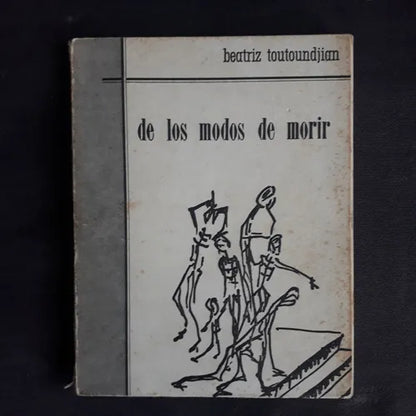 beatriz toutoundjian
de los modos de morir